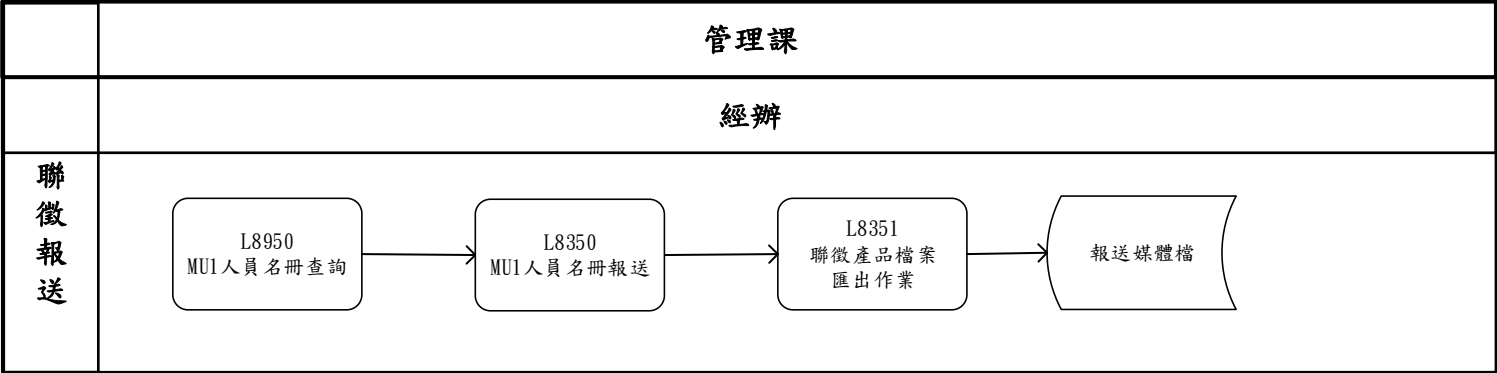 管理課
經辦
聯
徵
報
送
L8950
MU1人員名冊查詢
L8350
MU1人員名冊報送
L8351
聯徵產品檔案
匯出作業
報送媒體檔